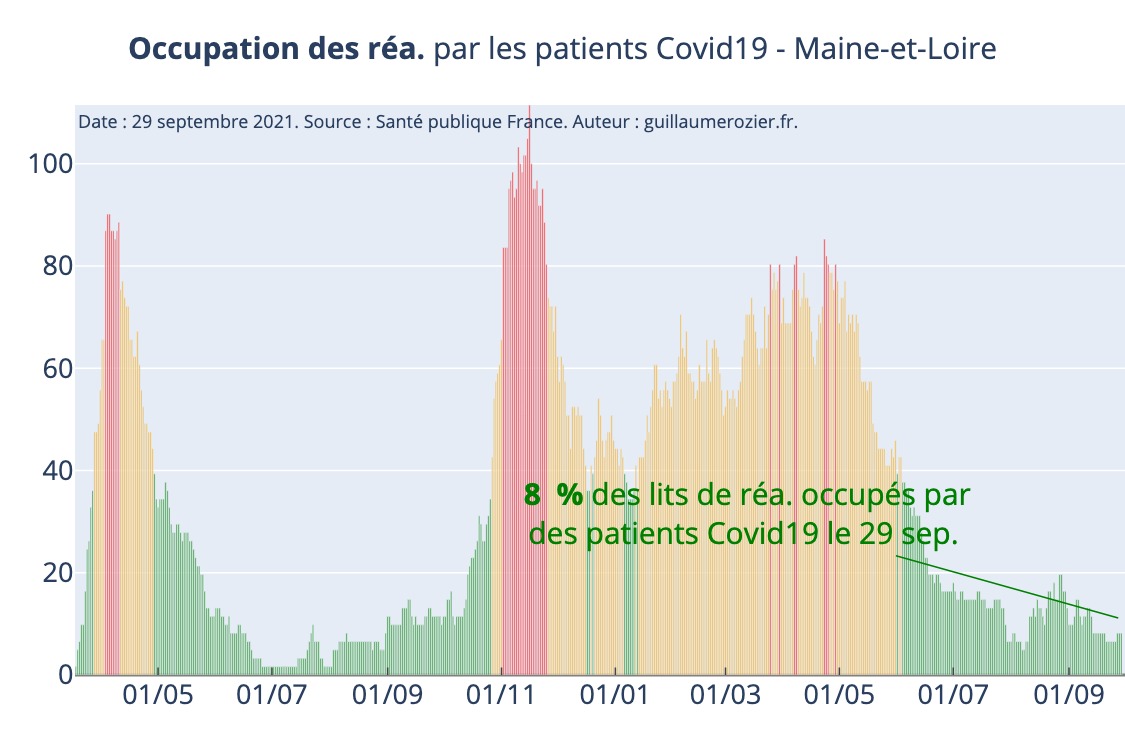 Occupation des réa. par les patients Covid19 - Maine-et-Loire
Date : 29 septembre 2021. Source : Santé publique France. Auteur : guillaumerozier.fr.
100
80
60
40
8 % des lits de réa. occupés par
des patients Covid19 le 29 sep.
20
0
01/05 01/07 01/09 01/11 01/01 01/03 01/05 01/07 01/09